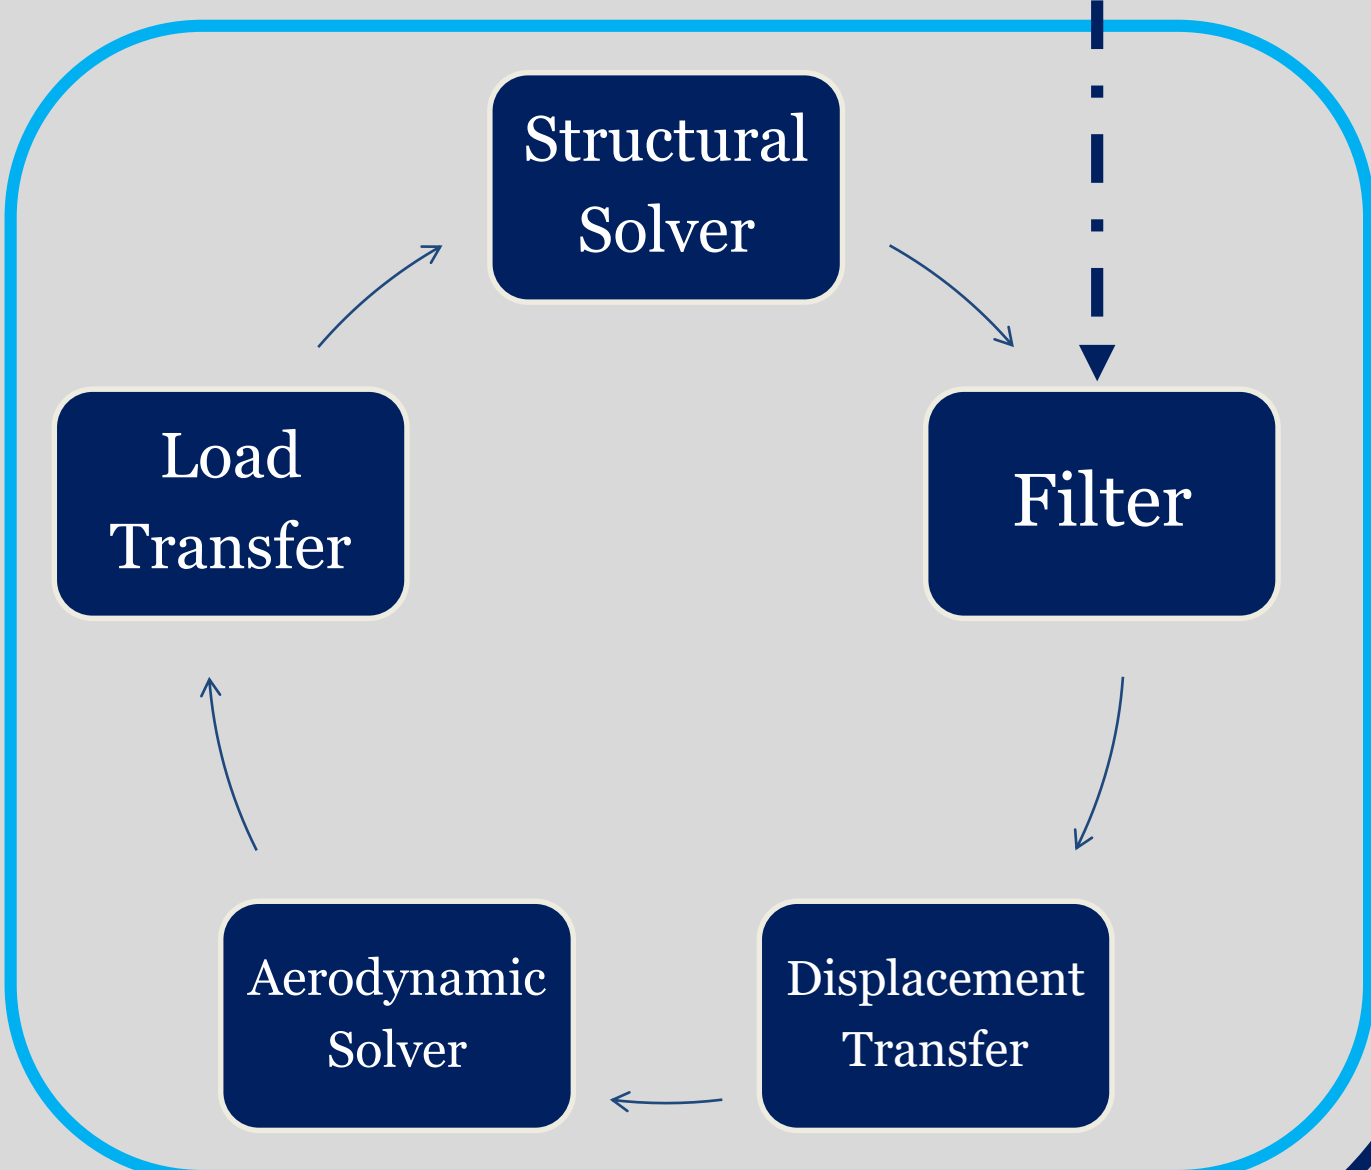 Structural
Solver
Load
Transfer
Filter
Aerodynamic
Solver
Displacement
Transfer